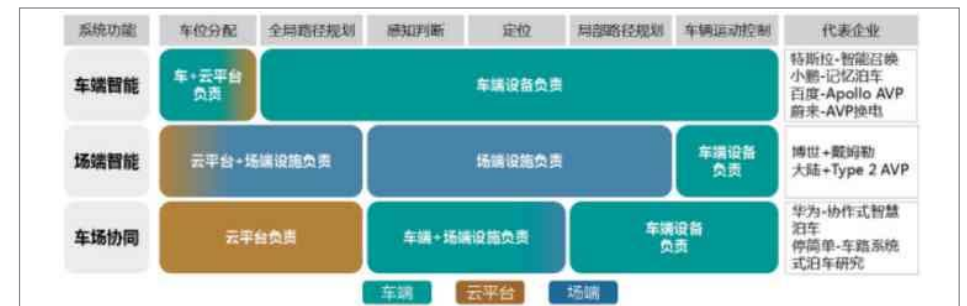 系统功能 车位分配 全局路径规划 感知判断 定位 局部路径规划 车辆运动控制 代表企业
车端智能
车+云平台
负责
车端设备负责
特斯拉-智能召唤
小鹏-记忆泊车
百度-Apollo AVP
蔚来-AVP换电
场端智能
云平台+场端设施负责
场端设施负责
车端设备
负责
博世+戴姆勒
大陆+Type 2 AVP
车场协同
云平台负责
车端+场端设施负责
车端设备
负责
华为-协作式智慧
泊车
停简单-车路系统
式泊车研究
车端 云平台 场端